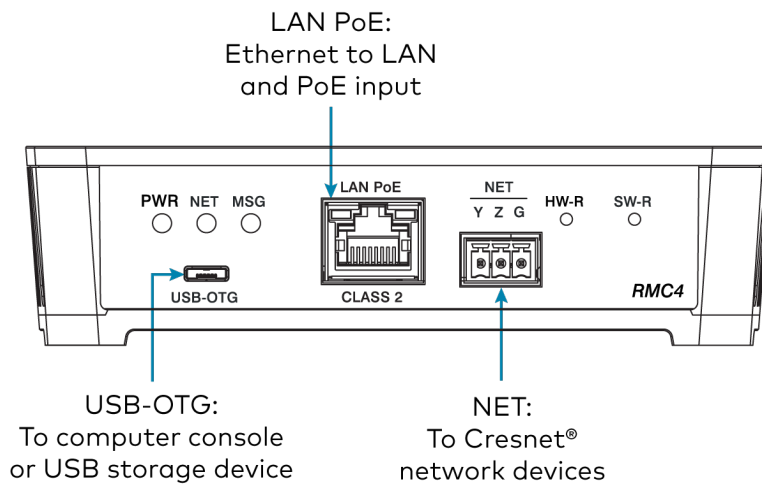 LAN PoE:
Ethernet to LAN
and PoE input
PWR NET MSG
LAN PoE
NET
Y Z G
HW-R
SW-R
USB-OTG
CLASS 2
RMC4
USB-OTG:
To computer console
or USB storage device
NET:
To Cresnet®
network devices